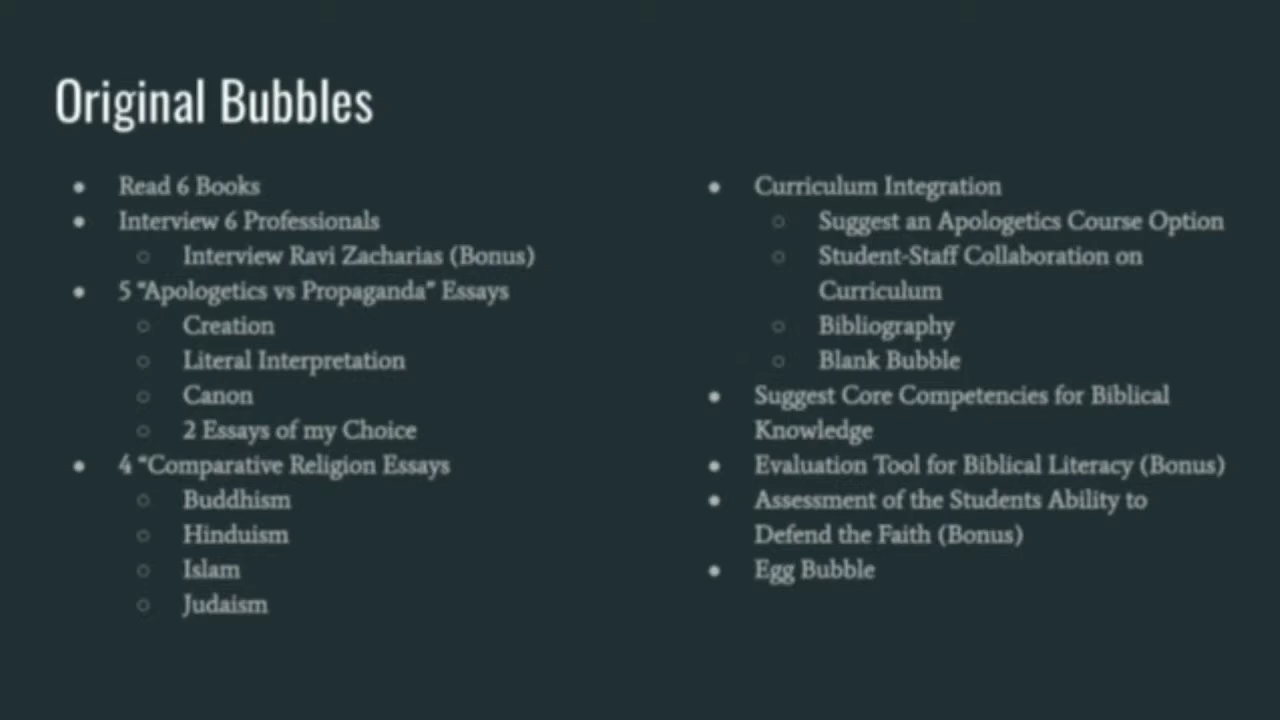 Original Bubbles
● Read 6 Books
● Interview 6 Professionals
○ Interview Ravi Zacharias (Bonus)
● 5 “Apologetics vs Propaganda” Essays
○ Creation
○ Literal Interpretation
○ Canon
○ 2 Essays of my Choice
● 4 “Comparative Religion Essays
○ Buddhism
○ Hinduism
○ Islam
○ Judaism
● Curriculum Integration
○ Suggest an Apologetics Course Option
○ Student-Staff Collaboration on
Curriculum
○ Bibliography
○ Blank Bubble
● Suggest Core Competencies for Biblical
Knowledge
● Evaluation Tool for Biblical Literacy (Bonus)
● Assessment of the Students Ability to
Defend the Faith (Bonus)
● Egg Bubble